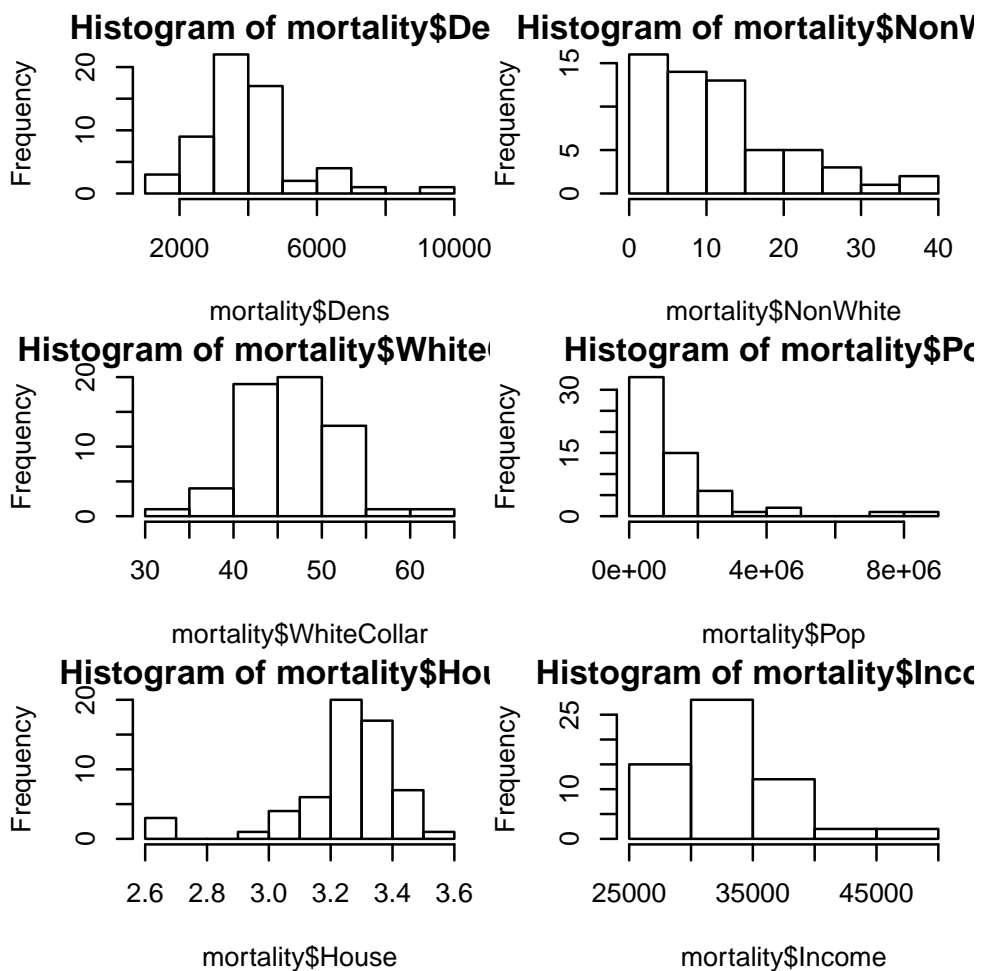 Histogram of mortality$De
Frequency
0 10 20
2000 6000 10000
mortality$Dens
Histogram of mortality$NonW
Frequency
0 5 15
0 10 20 30 40
mortality$NonWhite
Histogram of mortality$White
Frequency
0 10 20
30 40 50 60
mortality$WhiteCollar
Histogram of mortality$Po
Frequency
0 15 30
0e+00 4e+06 8e+06
mortality$Pop
Histogram of mortality$Hou
Frequency
0 10 20
2.6 2.8 3.0 3.2 3.4 3.6
mortality$House
Histogram of mortality$Inco
Frequency
0 10 25
25000 35000 45000
mortality$Income